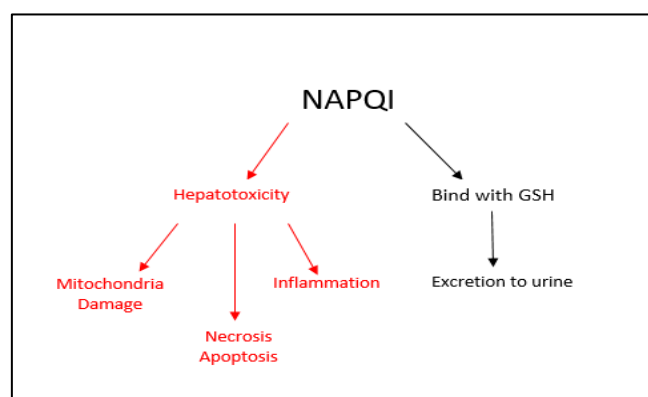 NAPQI
Hepatotoxicity
Bind with GSH
Mitochondria
Damage
Inflammation
Excretion to urine
Necrosis
Apoptosis